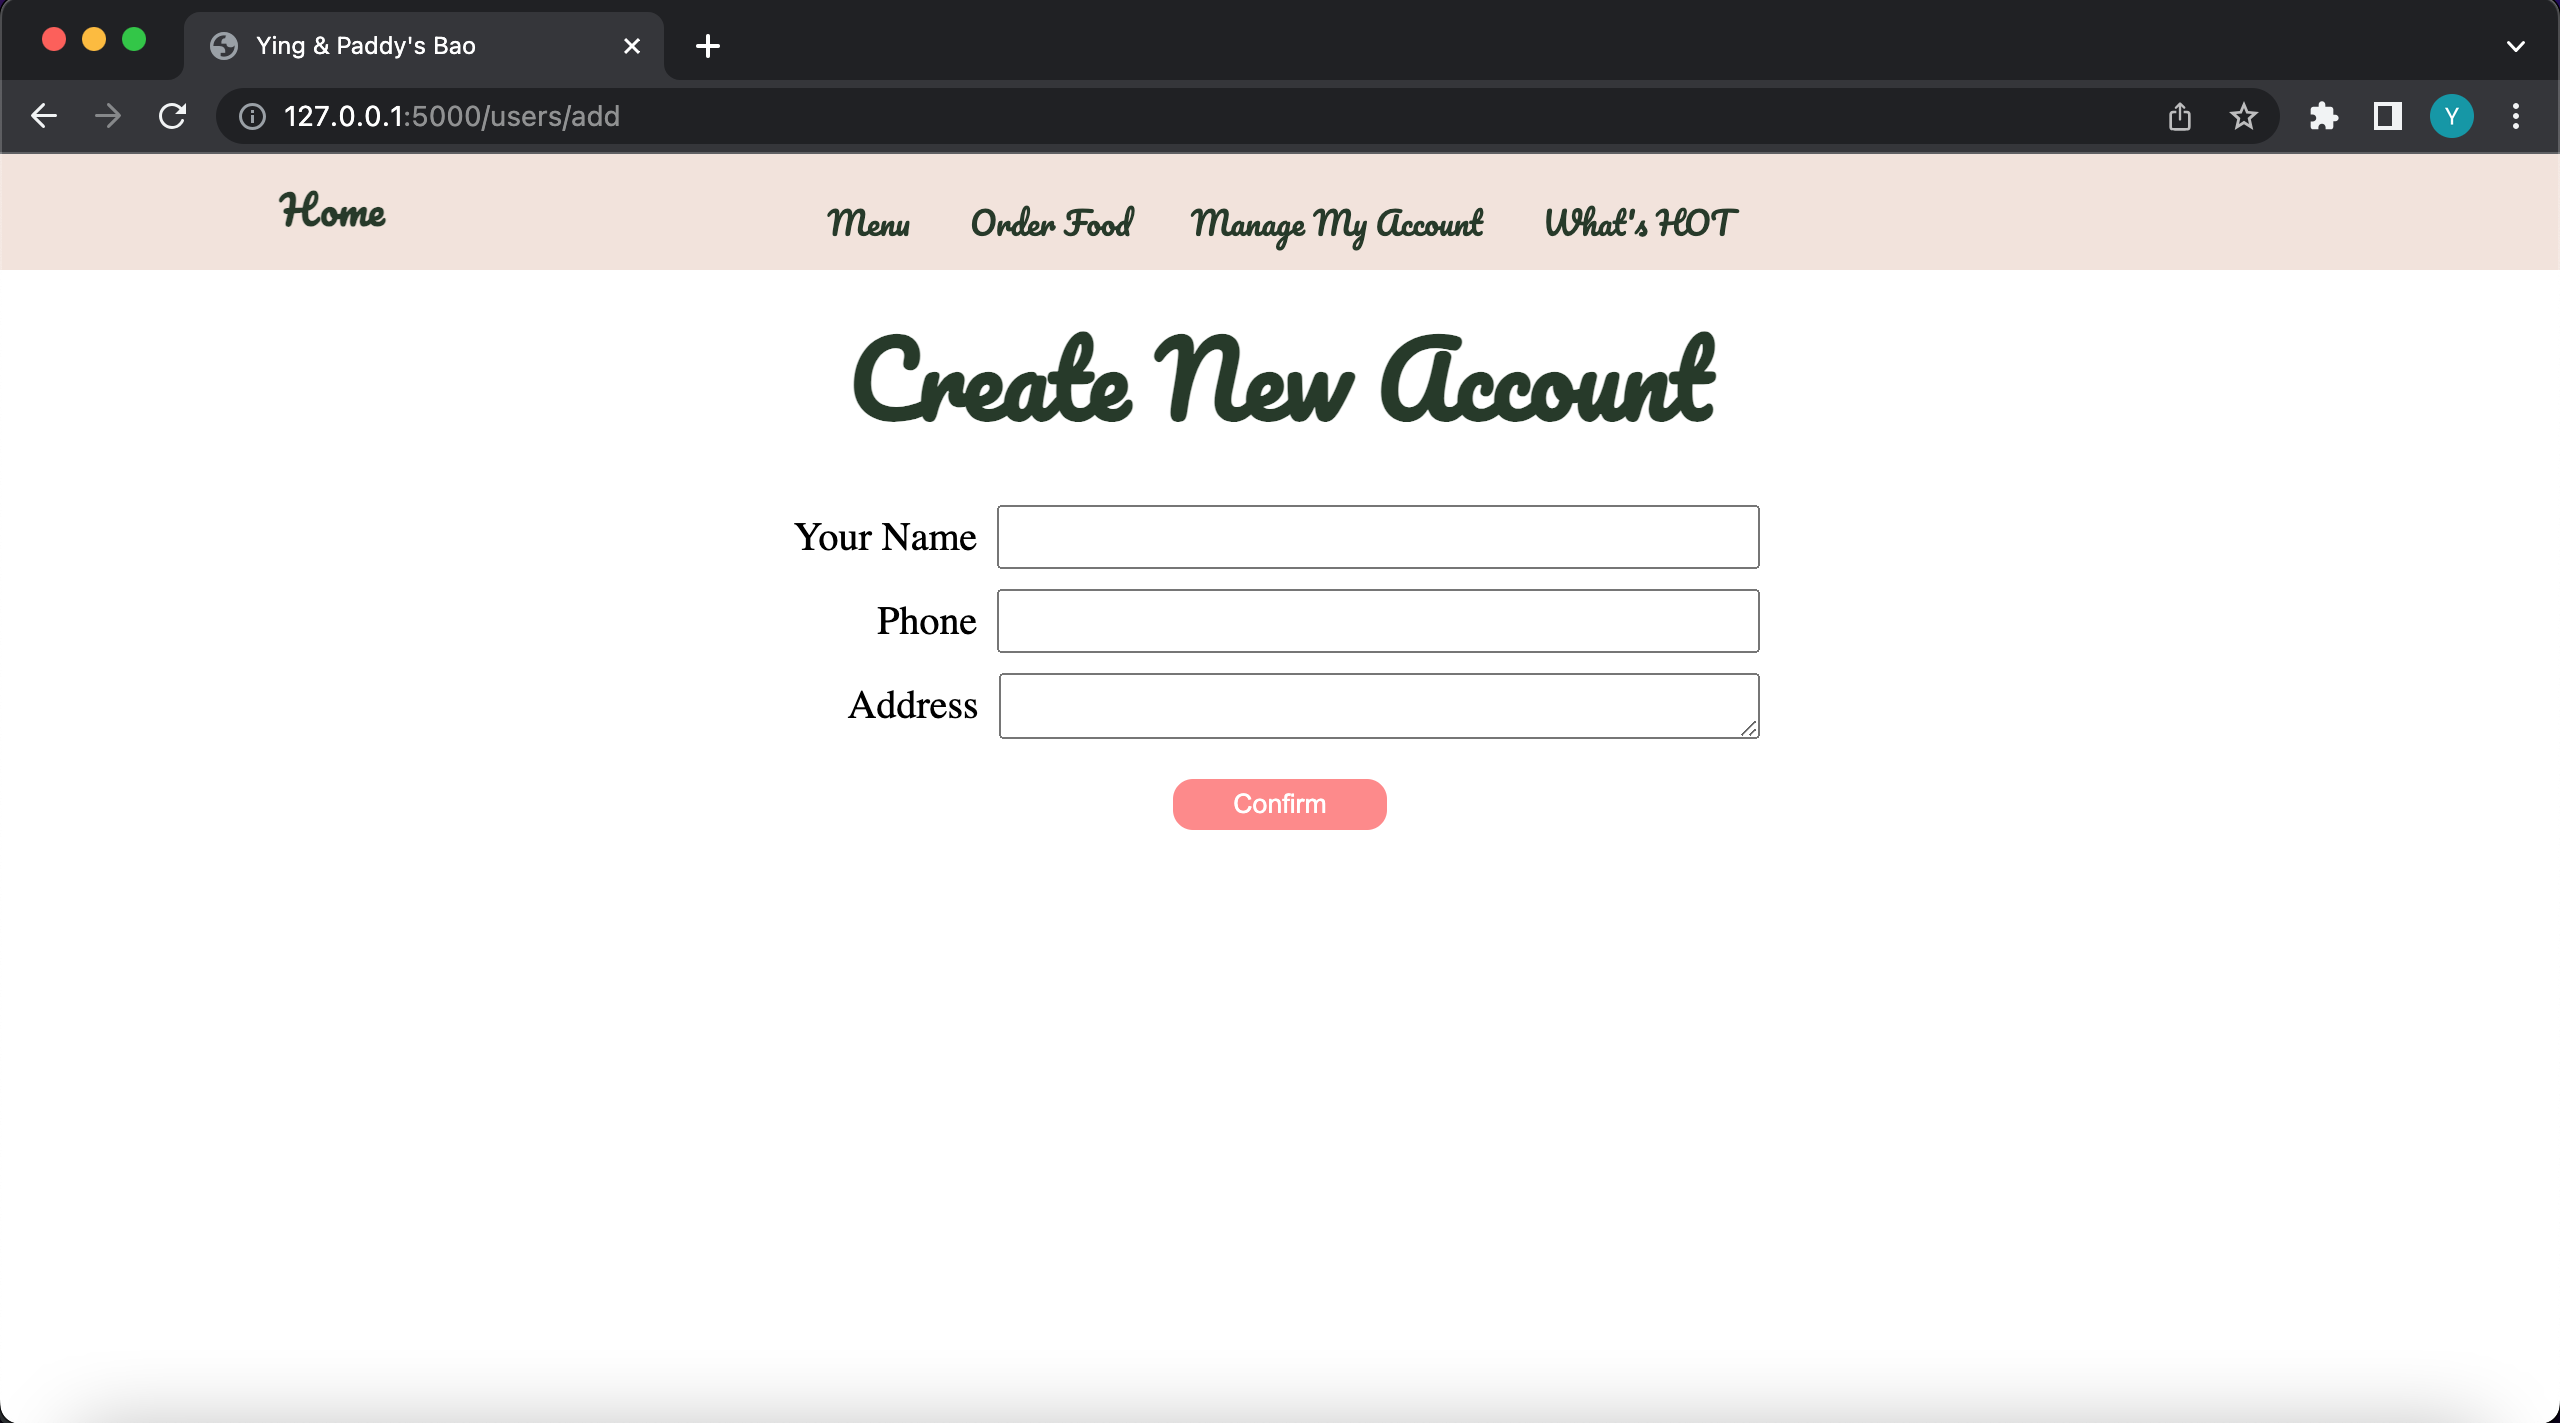 Ying & Paddy's Bao
127.0.0.1:5000/users/add
Y
Home
Menu Order Food Manage My Account What's HOT
Create New Account
Your Name
Phone
Address
Confirm